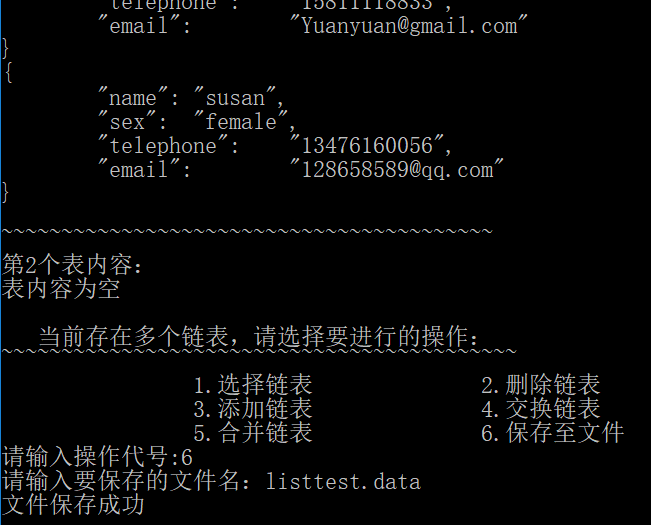 "telephone":    "15811118833",
"email":        "Yuanyuan@gmail.com"
}
{
"name": "susan",
"sex":  "female",
"telephone":    "13476160056",
"email":        "128658589@qq.com"
}
~~~~~~~~~~~~~~~~~~~~~~~~~~~~~~~~~~~~~~~~~
第2个表内容：
表内容为空
当前存在多个链表，请选择要进行的操作：
~~~~~~~~~~~~~~~~~~~~~~~~~~~~~~~~~~~~~~~~~~~
1.选择链表              2.删除链表
3.添加链表              4.交换链表
5.合并链表              6.保存至文件
请输入操作代号:6
请输入要保存的文件名：listtest.data
文件保存成功